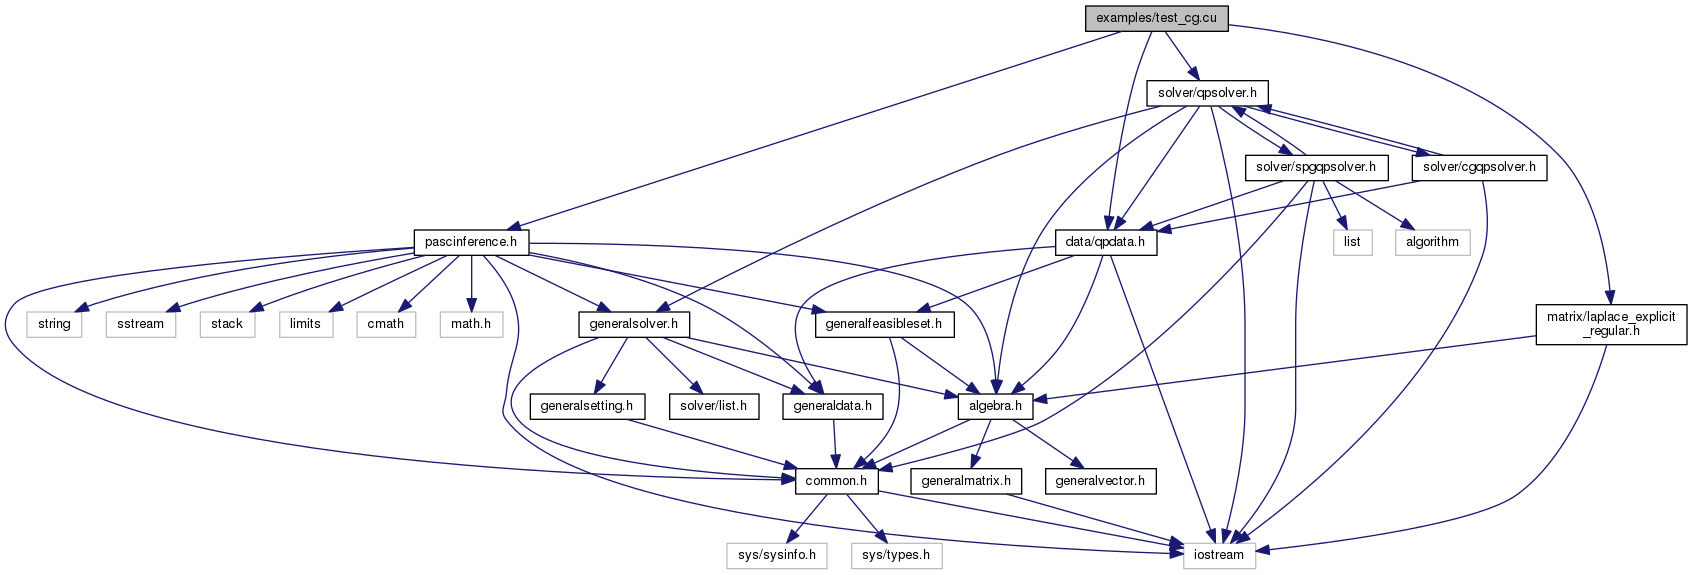 examples/test_cg.cu
solver/qpsolver.h
solver/spgqpsolver.h
solver/cgqpsolver.h
pascinference.h
data/qpdata.h
list
algorithm
string
sstream
stack
limits
cmath
math.h
generalsolver.h
generalfeasibleset.h
matrix/laplace_explicit
_regular.h
generalsetting.h
solver/list.h
generaldata.h
algebra.h
common.h
generalmatrix.h
generalvector.h
sys/sysinfo.h
sys/types.h
iostream